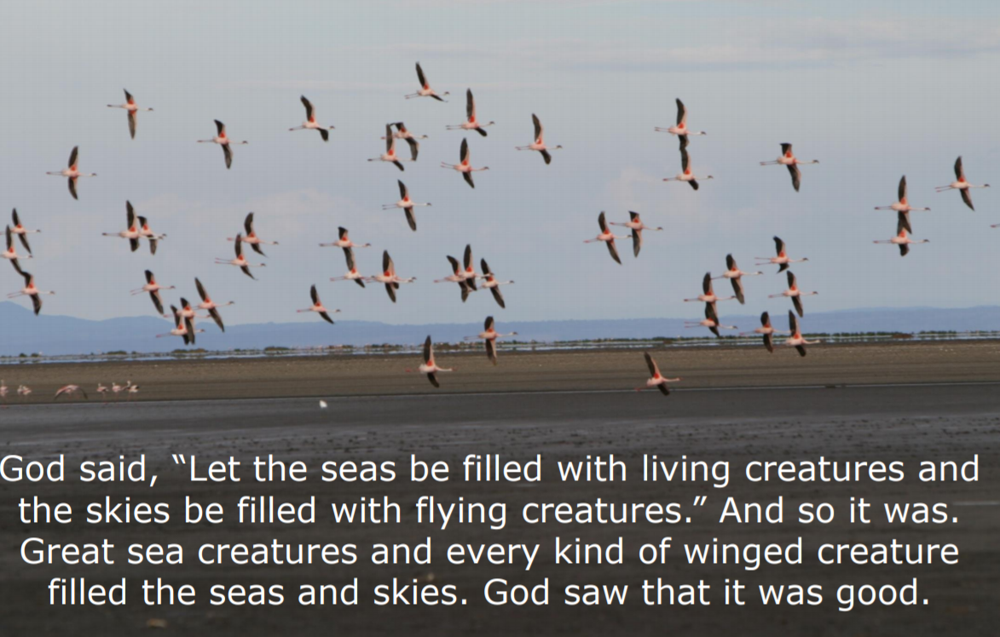 God said, “Let the seas be filled with living creatures and
the skies be filled with flying creatures.” And so it was.
Great sea creatures and every kind of winged creature
filled the seas and skies. God saw that it was good.